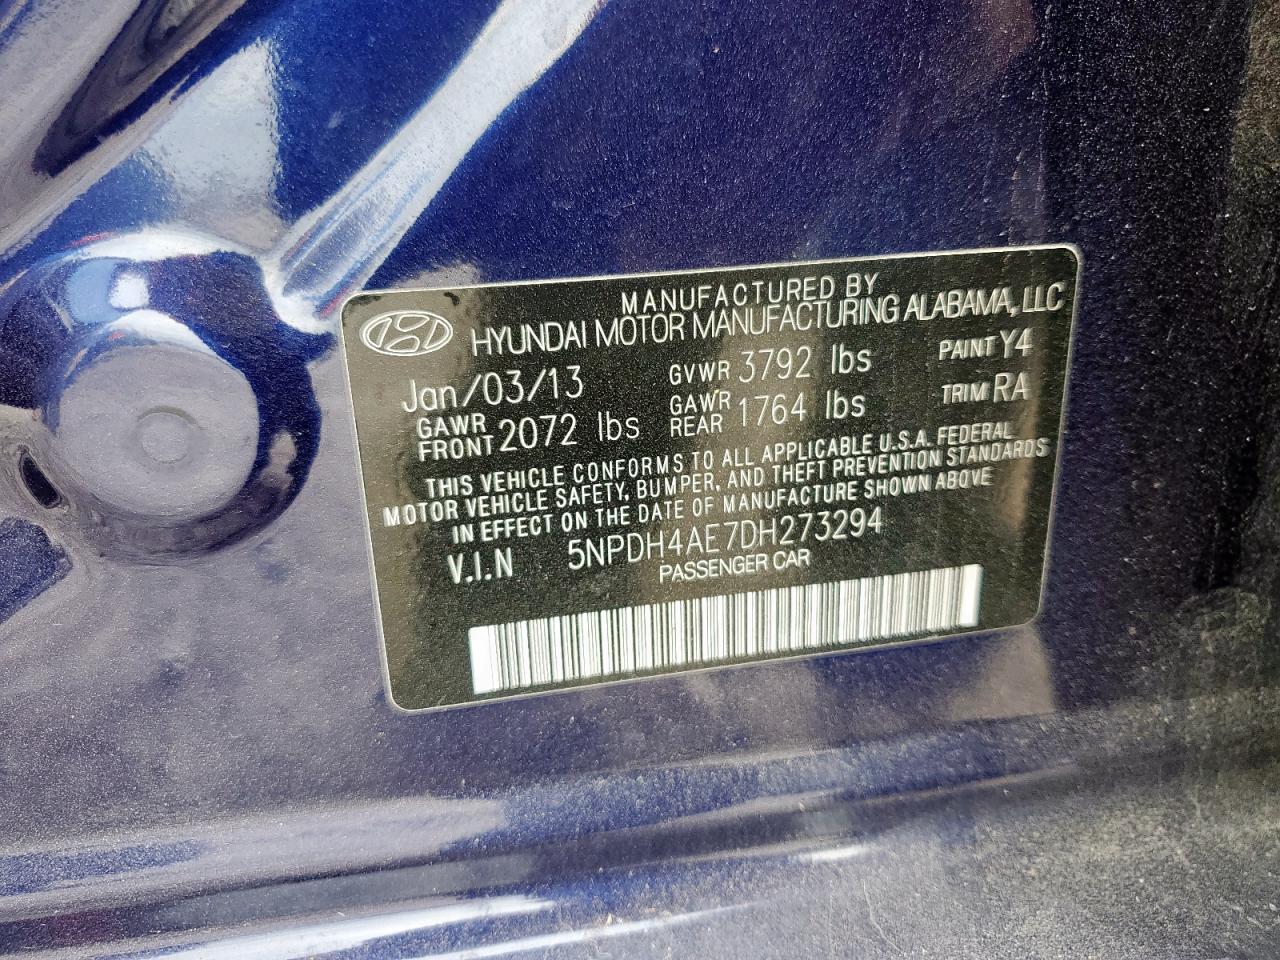 MANUFACTURED BY
HYUNDAI MOTOR MANUFACTURING ALABAMA, LLC
Jan/03/13 GVWR 3792 lbs PAINT Y4
GAWR FRONT 2072 lbs GAWR REAR 1764 lbs TRIM RA
THIS VEHICLE CONFORMS TO ALL APPLICABLE U.S.A. FEDERAL
MOTOR VEHICLE SAFETY, BUMPER, AND THEFT PREVENTION STANDARDS
IN EFFECT ON THE DATE OF MANUFACTURE SHOWN ABOVE
V.I.N 5NPDH4AE7DH273294
PASSENGER CAR